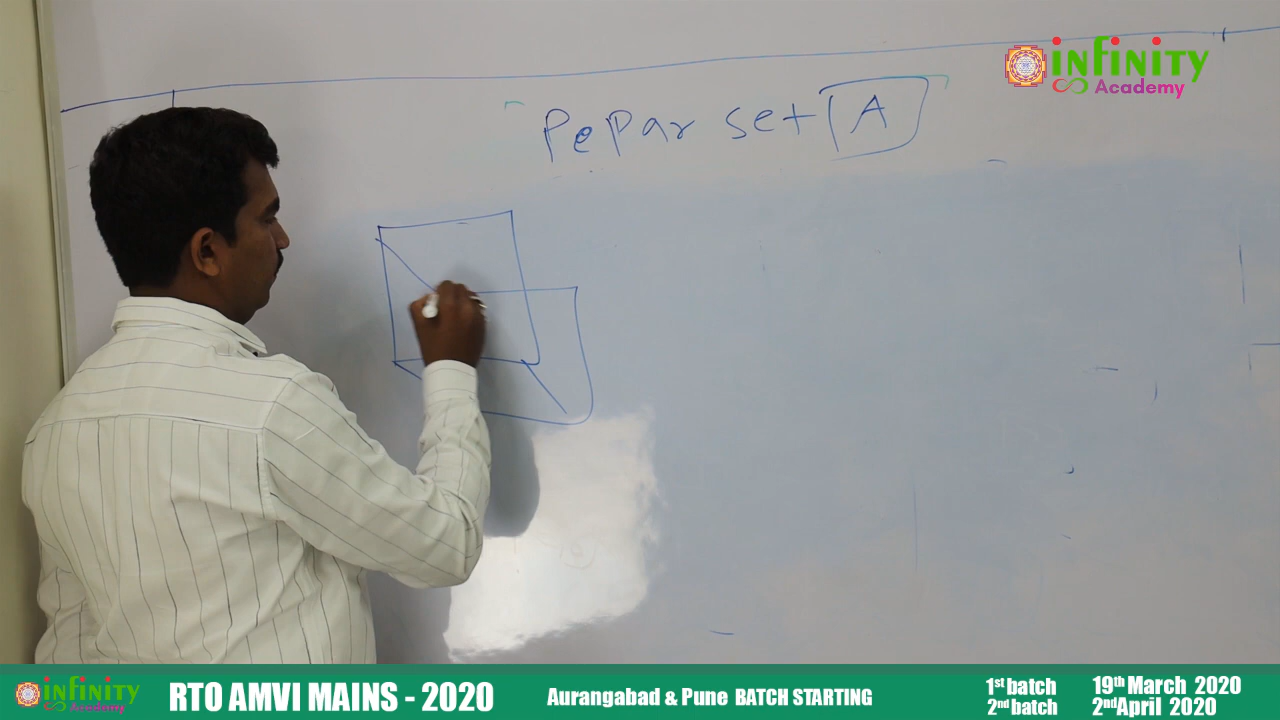 infinity
Academy
Pepar set A
infinity
Academy
RTO AMVI MAINS - 2020
Aurangabad & Pune BATCH STARTING
1st batch 19th March 2020
2nd batch 2nd April 2020